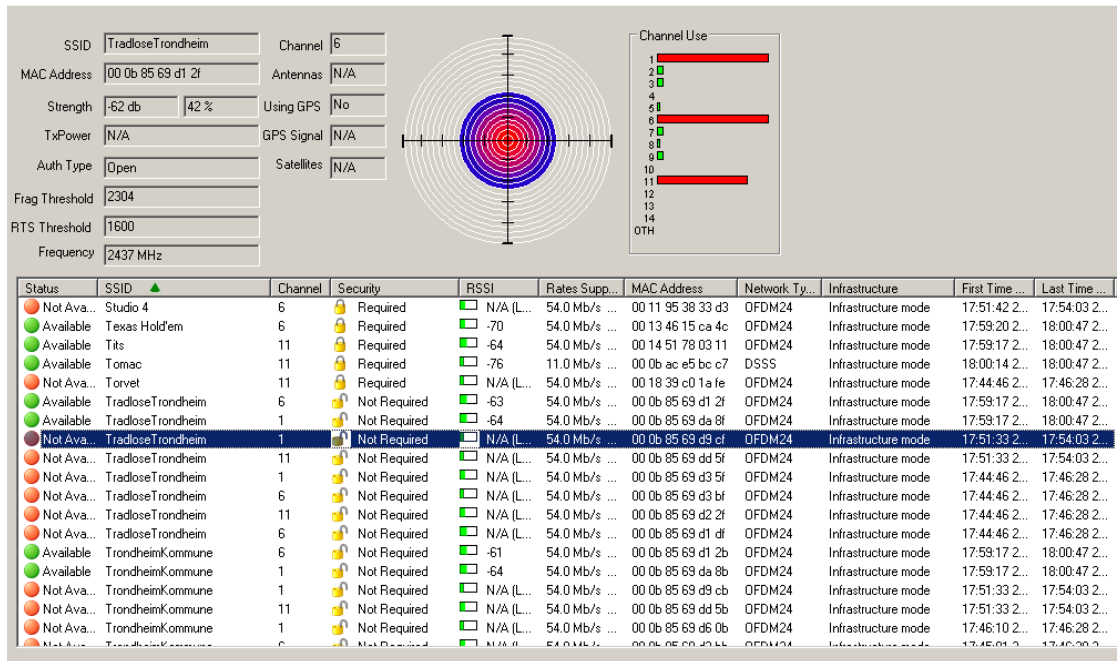 SSID TradloseTrondheim Channel 6 Channel Use
MAC Address 00 0b 85 69 d1 2f Antennas N/A
Strength -62 db 42 % Using GPS No
TxPower N/A GPS Signal N/A
Auth Type Open Satellites N/A
Frag Threshold 2304
RTS Threshold 1600
Frequency 2437 MHz
1
2
3
4
5
6
7
8
9
10
11
12
13
14
OTH
Status SSID Channel Security RSSI Rates Supp... MAC Address Network Ty... Infrastructure First Time ... Last Time ...
Not Ava... Studio 4 6 Required N/A (L... 54.0 Mb/s ... 00 11 95 38 33 d3 OFDM24 Infrastructure mode 17:51:42 2... 17:54:03 2...
Available Texas Hold'em 6 Required -70 54.0 Mb/s ... 00 13 46 15 ca 4c OFDM24 Infrastructure mode 17:59:20 2... 18:00:47 2...
Available Tits 11 Required -64 54.0 Mb/s ... 00 14 51 78 03 11 OFDM24 Infrastructure mode 17:59:17 2... 18:00:47 2...
Available Tomac 11 Required -76 11.0 Mb/s ... 00 0b ac e5 bc c7 DSSS Infrastructure mode 18:00:14 2... 18:00:47 2...
Not Ava... Torvet 11 Required N/A (L... 54.0 Mb/s ... 00 18 39 c0 1a fe OFDM24 Infrastructure mode 17:44:46 2... 17:46:28 2...
Available TradloseTrondheim 6 Not Required -63 54.0 Mb/s ... 00 0b 85 69 d1 2f OFDM24 Infrastructure mode 17:59:17 2... 18:00:47 2...
Available TradloseTrondheim 1 Not Required -64 54.0 Mb/s ... 00 0b 85 69 da 8f OFDM24 Infrastructure mode 17:59:17 2... 18:00:47 2...
Not Ava... TradloseTrondheim 1 Not Required N/A (L... 54.0 Mb/s ... 00 0b 85 69 d9 cf OFDM24 Infrastructure mode 17:51:33 2... 17:54:03 2...
Not Ava... TradloseTrondheim 11 Not Required N/A (L... 54.0 Mb/s ... 00 0b 85 69 dd 5f OFDM24 Infrastructure mode 17:51:33 2... 17:54:03 2...
Not Ava... TradloseTrondheim 1 Not Required N/A (L... 54.0 Mb/s ... 00 0b 85 69 d3 5f OFDM24 Infrastructure mode 17:44:46 2... 17:46:28 2...
Not Ava... TradloseTrondheim 6 Not Required N/A (L... 54.0 Mb/s ... 00 0b 85 69 d3 bf OFDM24 Infrastructure mode 17:44:46 2... 17:46:28 2...
Not Ava... TradloseTrondheim 11 Not Required N/A (L... 54.0 Mb/s ... 00 0b 85 69 d2 2f OFDM24 Infrastructure mode 17:44:46 2... 17:46:28 2...
Not Ava... TradloseTrondheim 6 Not Required N/A (L... 54.0 Mb/s ... 00 0b 85 69 d1 df OFDM24 Infrastructure mode 17:44:46 2... 17:46:28 2...
Available TrondheimKommune 6 Not Required -61 54.0 Mb/s ... 00 0b 85 69 d1 2b OFDM24 Infrastructure mode 17:59:17 2... 18:00:47 2...
Available TrondheimKommune 1 Not Required -64 54.0 Mb/s ... 00 0b 85 69 da 8b OFDM24 Infrastructure mode 17:59:17 2... 18:00:47 2...
Not Ava... TrondheimKommune 1 Not Required N/A (L... 54.0 Mb/s ... 00 0b 85 69 d9 cb OFDM24 Infrastructure mode 17:51:33 2... 17:54:03 2...
Not Ava... TrondheimKommune 11 Not Required N/A (L... 54.0 Mb/s ... 00 0b 85 69 dd 5b OFDM24 Infrastructure mode 17:51:33 2... 17:54:03 2...
Not Ava... TrondheimKommune 1 Not Required N/A (L... 54.0 Mb/s ... 00 0b 85 69 d6 0b OFDM24 Infrastructure mode 17:46:10 2... 17:46:28 2...